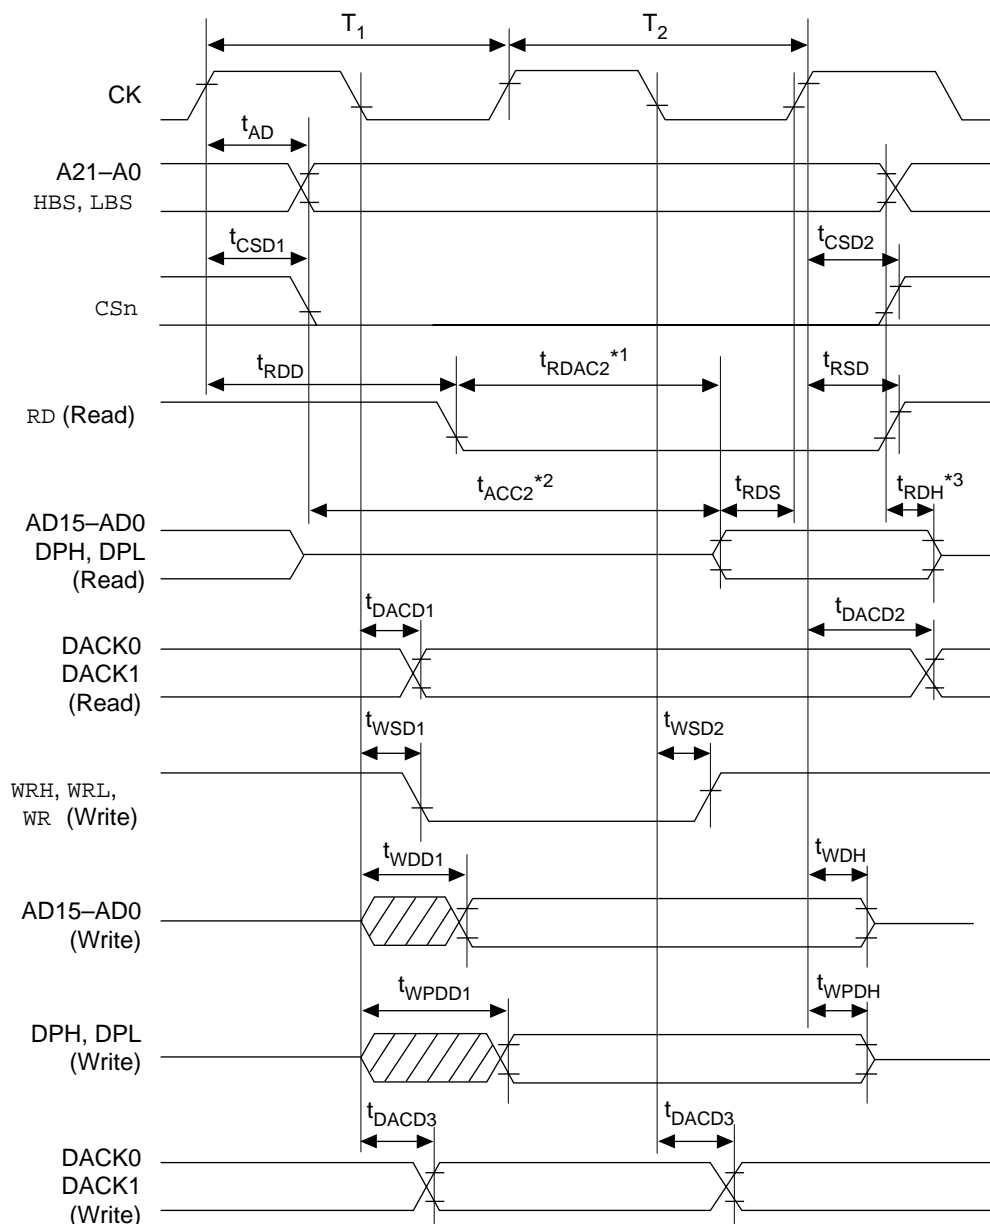 T1 T2
CK
tAD
A21–A0
HBS, LBS
tCSD1 tCSD2
CSn
tRDD tRDAC2*1 tRSD
RD (Read)
tACC2*2 tRDS tRDH*3
AD15–AD0
DPH, DPL
(Read)
tDACD1 tDACD2
DACK0
DACK1
(Read)
tWSD1 tWSD2
WRH, WRL,
WR (Write)
tWDD1 tWDH
AD15–AD0
(Write)
tWPDD1 tWPDH
DPH, DPL
(Write)
tDACD3 tDACD3
DACK0
DACK1
(Write)